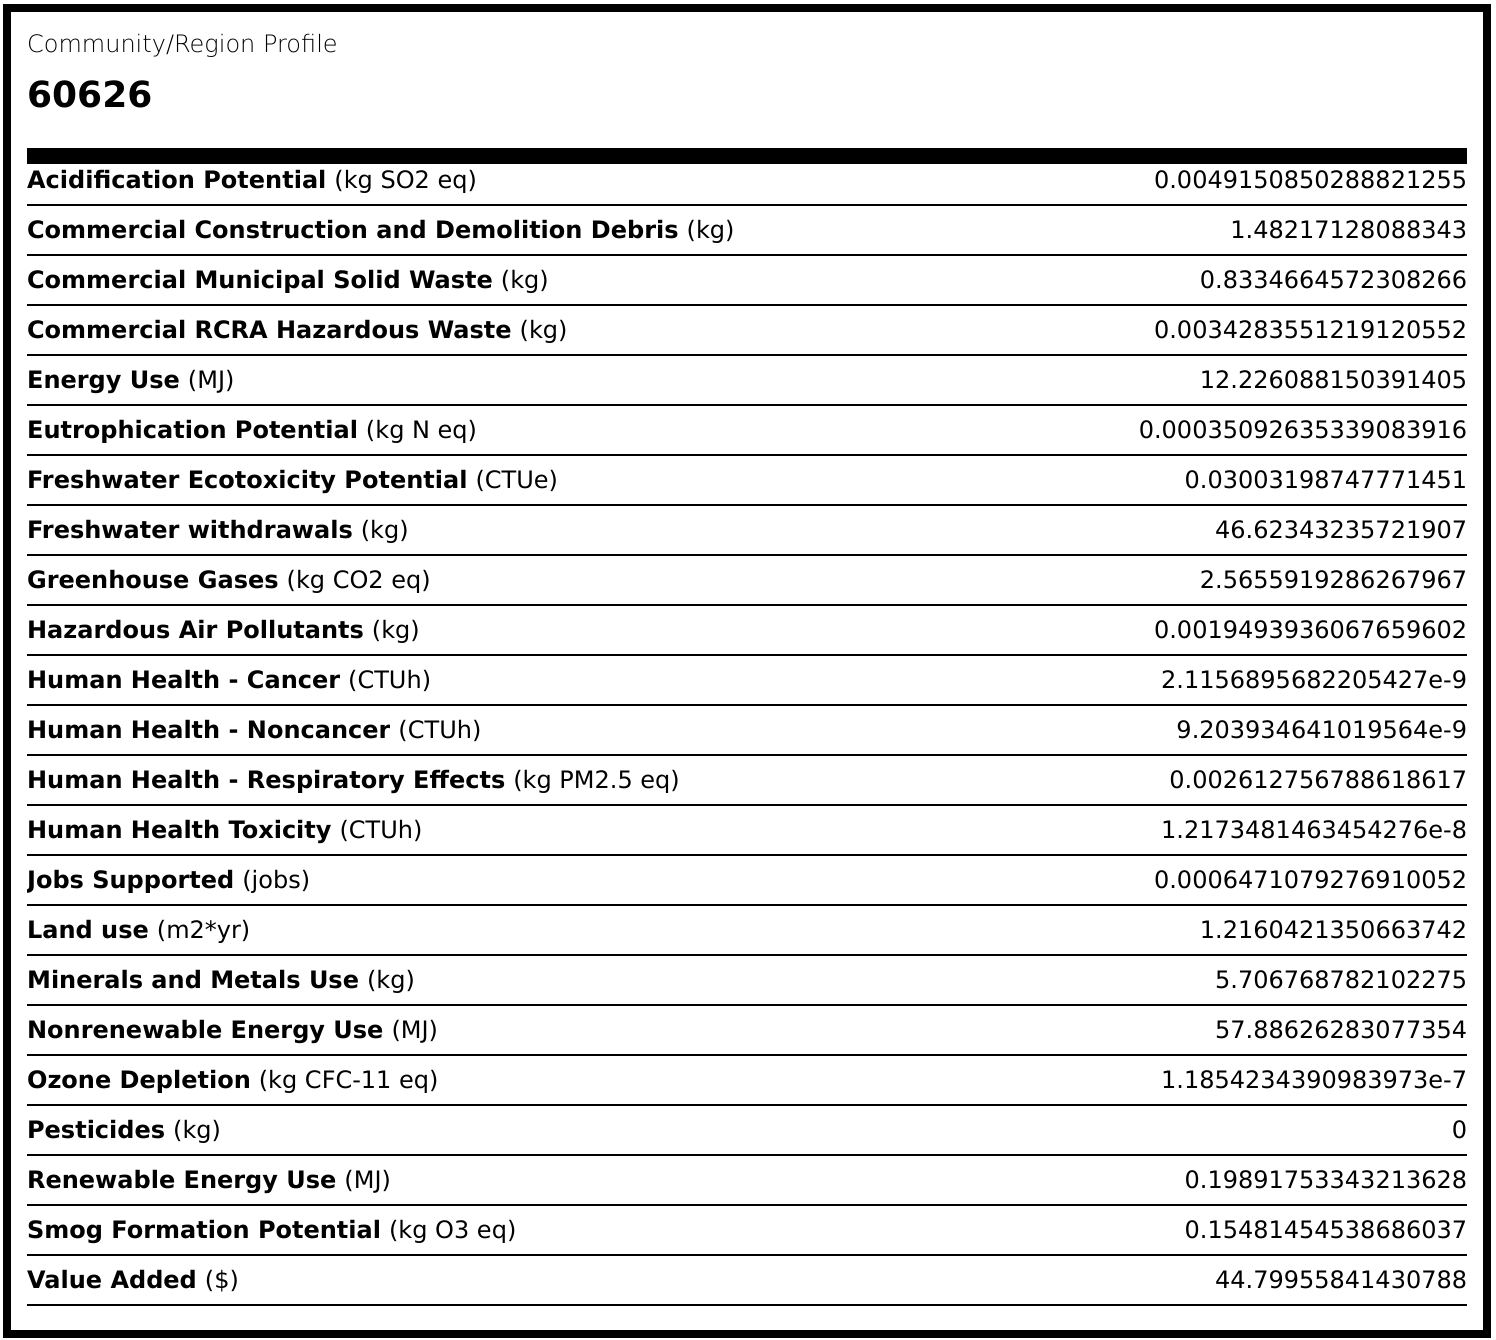 Community/Region Profile
60626
Acidification Potential (kg SO2 eq) 0.0049150850288821255
Commercial Construction and Demolition Debris (kg) 1.48217128088343
Commercial Municipal Solid Waste (kg) 0.8334664572308266
Commercial RCRA Hazardous Waste (kg) 0.0034283551219120552
Energy Use (MJ) 12.226088150391405
Eutrophication Potential (kg N eq) 0.00035092635339083916
Freshwater Ecotoxicity Potential (CTUe) 0.03003198747771451
Freshwater withdrawals (kg) 46.62343235721907
Greenhouse Gases (kg CO2 eq) 2.5655919286267967
Hazardous Air Pollutants (kg) 0.0019493936067659602
Human Health - Cancer (CTUh) 2.1156895682205427e-9
Human Health - Noncancer (CTUh) 9.203934641019564e-9
Human Health - Respiratory Effects (kg PM2.5 eq) 0.002612756788618617
Human Health Toxicity (CTUh) 1.2173481463454276e-8
Jobs Supported (jobs) 0.0006471079276910052
Land use (m2*yr) 1.2160421350663742
Minerals and Metals Use (kg) 5.706768782102275
Nonrenewable Energy Use (MJ) 57.88626283077354
Ozone Depletion (kg CFC-11 eq) 1.1854234390983973e-7
Pesticides (kg) 0
Renewable Energy Use (MJ) 0.19891753343213628
Smog Formation Potential (kg O3 eq) 0.15481454538686037
Value Added ($) 44.79955841430788